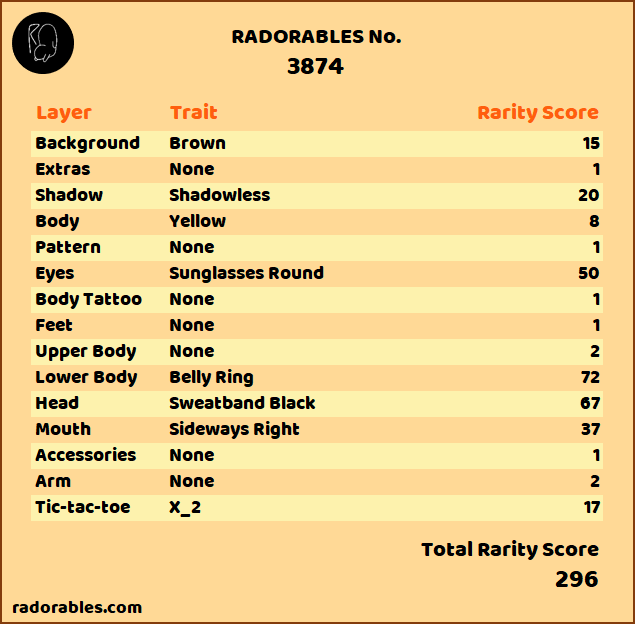 RADORABLES No.
3874
Layer Trait Rarity Score
Background Brown 15
Extras None 1
Shadow Shadowless 20
Body Yellow 8
Pattern None 1
Eyes Sunglasses Round 50
Body Tattoo None 1
Feet None 1
Upper Body None 2
Lower Body Belly Ring 72
Head Sweatband Black 67
Mouth Sideways Right 37
Accessories None 1
Arm None 2
Tic-tac-toe X_2 17
Total Rarity Score
296
radorables.com